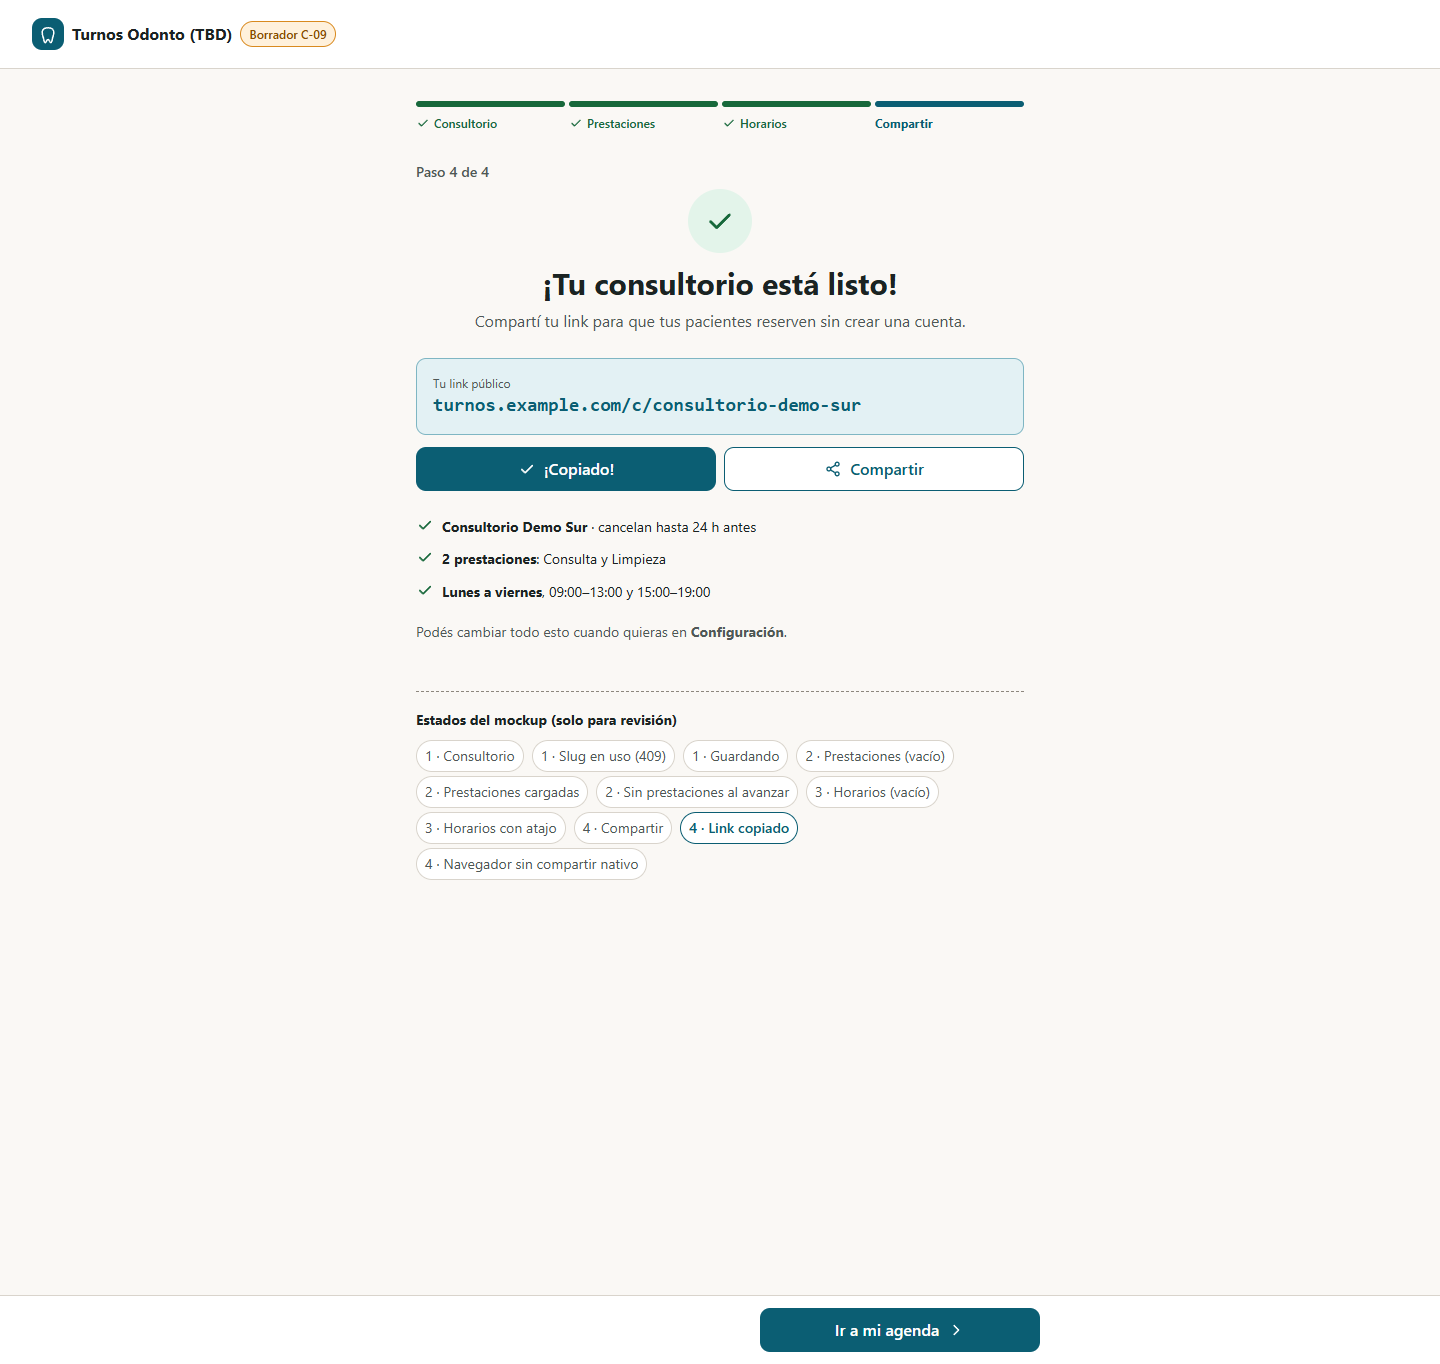 Turnos Odonto (TBD) Borrador C-09
Consultorio Prestaciones Horarios Compartir
Paso 4 de 4
¡Tu consultorio está listo!
Compartí tu link para que tus pacientes reserven sin crear una cuenta.
Tu link público
turnos.example.com/c/consultorio-demo-sur
¡Copiado! Compartir
Consultorio Demo Sur · cancelan hasta 24 h antes
2 prestaciones: Consulta y Limpieza
Lunes a viernes, 09:00–13:00 y 15:00–19:00
Podés cambiar todo esto cuando quieras en Configuración.
Estados del mockup (solo para revisión)
1 · Consultorio 1 · Slug en uso (409) 1 · Guardando 2 · Prestaciones (vacío)
2 · Prestaciones cargadas 2 · Sin prestaciones al avanzar 3 · Horarios (vacío)
3 · Horarios con atajo 4 · Compartir 4 · Link copiado
4 · Navegador sin compartir nativo
Ir a mi agenda